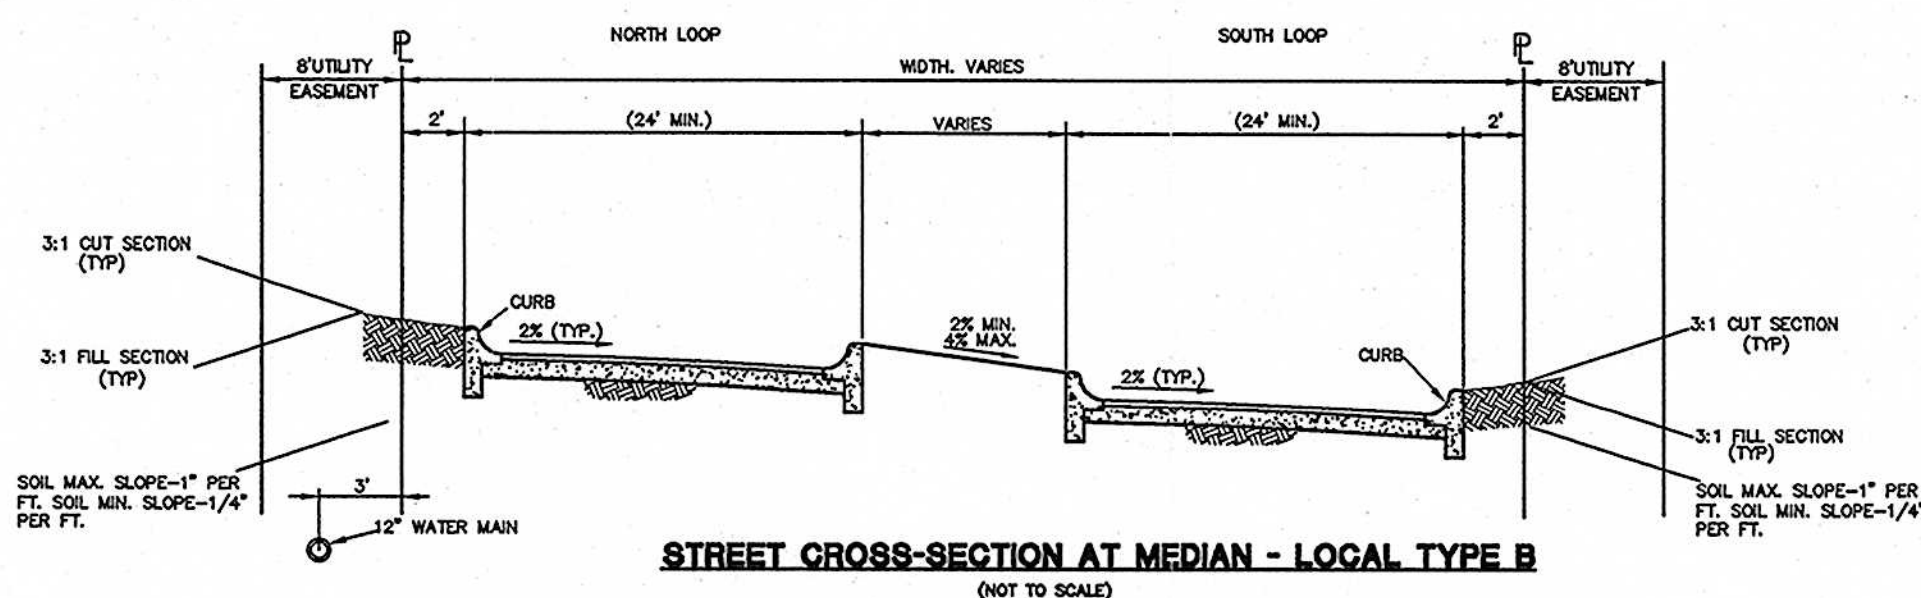 NORTH LOOP
SOUTH LOOP
PL
PL
8'UTILITY
EASEMENT
WIDTH. VARIES
8'UTILITY
EASEMENT
2'
(24' MIN.)
VARIES
(24' MIN.)
2'
3:1 CUT SECTION
(TYP)
CURB
2% (TYP.)
2% MIN.
4% MAX.
3:1 CUT SECTION
(TYP)
3:1 FILL SECTION
(TYP)
CURB
2% (TYP.)
3:1 FILL SECTION
(TYP)
SOIL MAX. SLOPE-1" PER
FT. SOIL MIN. SLOPE-1/4"
PER FT.
3'
12" WATER MAIN
SOIL MAX. SLOPE-1" PER
FT. SOIL MIN. SLOPE-1/4"
PER FT.
STREET CROSS-SECTION AT MEDIAN - LOCAL TYPE B
(NOT TO SCALE)